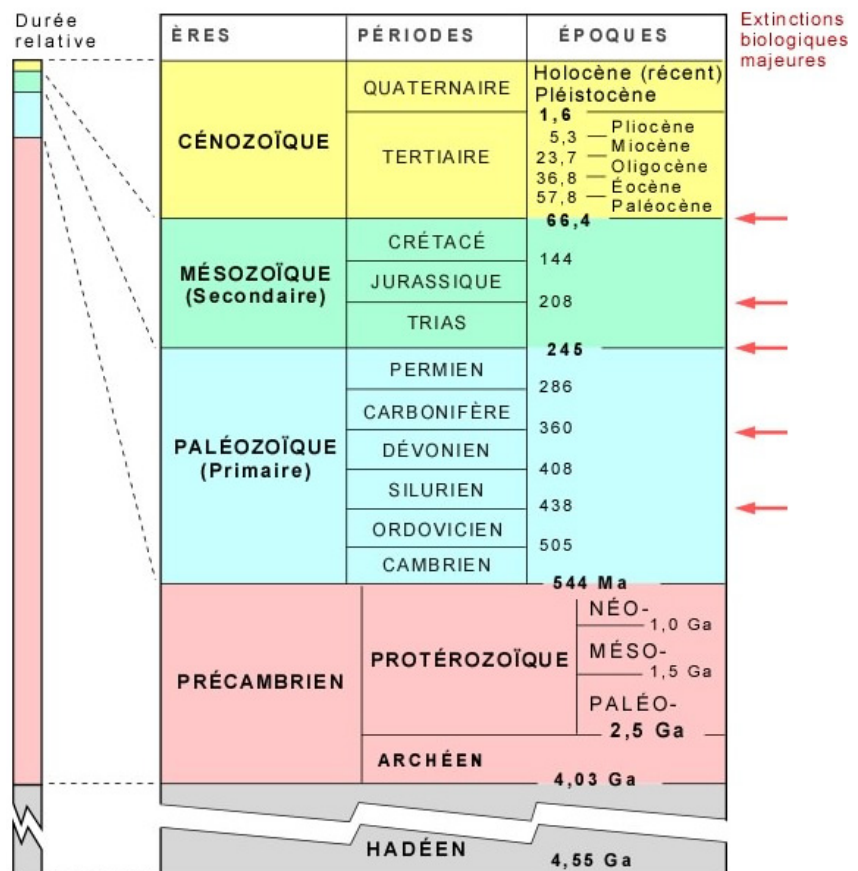 Durée
relative
ÈRES
PÉRIODES
ÉPOQUES
Extinctions
biologiques
majeures
CÉNOZOÏQUE
QUATERNAIRE
Holocène (récent)
Pléistocène
1,6
TERTIAIRE
5,3
Pliocène
Miocène
23,7
Oligocène
36,8
Éocène
57,8
Paléocène
66,4
MÉSOZOÏQUE
(Secondaire)
CRÉTACÉ
144
JURASSIQUE
208
TRIAS
245
PALÉOZOÏQUE
(Primaire)
PERMIEN
286
CARBONIFÈRE
360
DÉVONIEN
408
SILURIEN
438
ORDOVICIEN
505
CAMBRIEN
544 Ma
PRÉCAMBRIEN
PROTÉROZOÏQUE
NÉO-
1,0 Ga
MÉSO-
1,5 Ga
PALÉO-
2,5 Ga
ARCHÉEN
4,03 Ga
HADÉEN
4,55 Ga